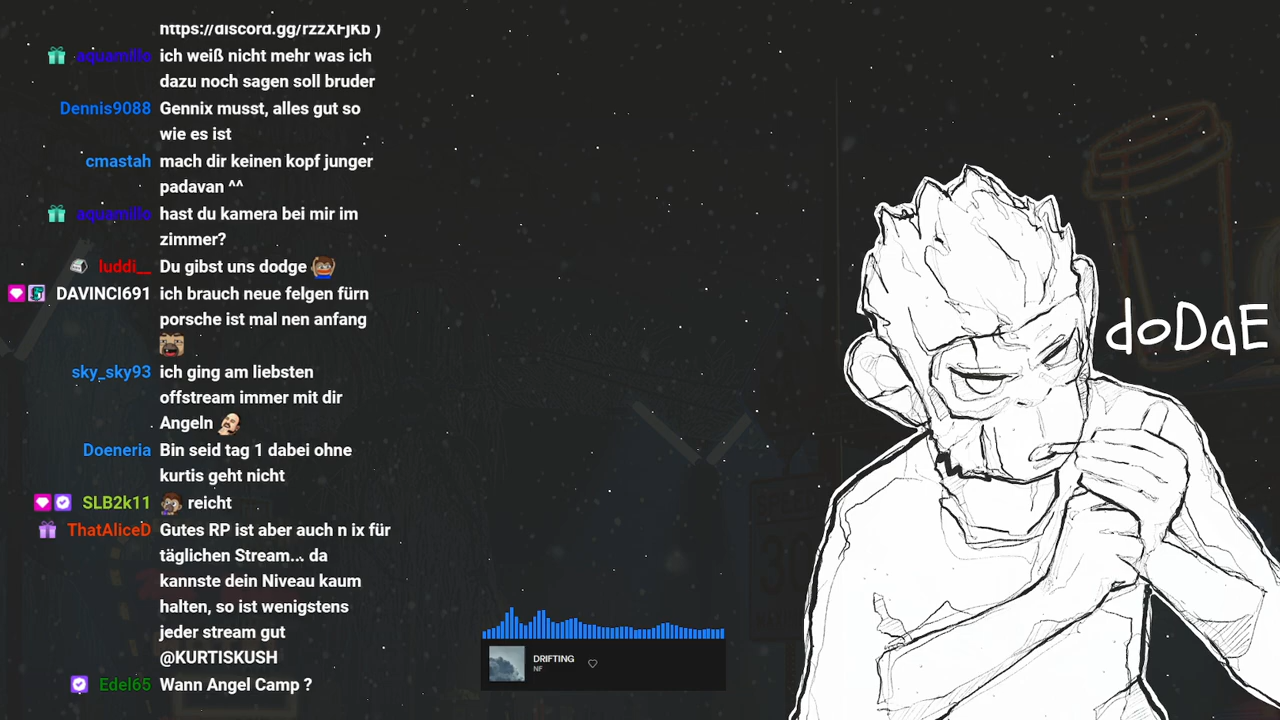 https://discord.gg/rzzXFjKb )
aquamillo ich weiß nicht mehr was ich
dazu noch sagen soll bruder
Dennis9088 Gennix musst, alles gut so
wie es ist
cmastah mach dir keinen kopf junger
padavan ^^
aquamillo hast du kamera bei mir im
zimmer?
luddi__ Du gibst uns dodge
DAVINCI691 ich brauch neue felgen fürn
porsche ist mal nen anfang
sky_sky93 ich ging am liebsten
offstream immer mit dir
Angeln
Doeneria Bin seid tag 1 dabei ohne
kurtis geht nicht
SLB2k11 reicht
ThatAliceD Gutes RP ist aber auch n ix für
täglichen Stream... da
kannste dein Niveau kaum
halten, so ist wenigstens
jeder stream gut
@KURTISKUSH
Edel65 Wann Angel Camp ?
DRIFTING
NF
doDaE